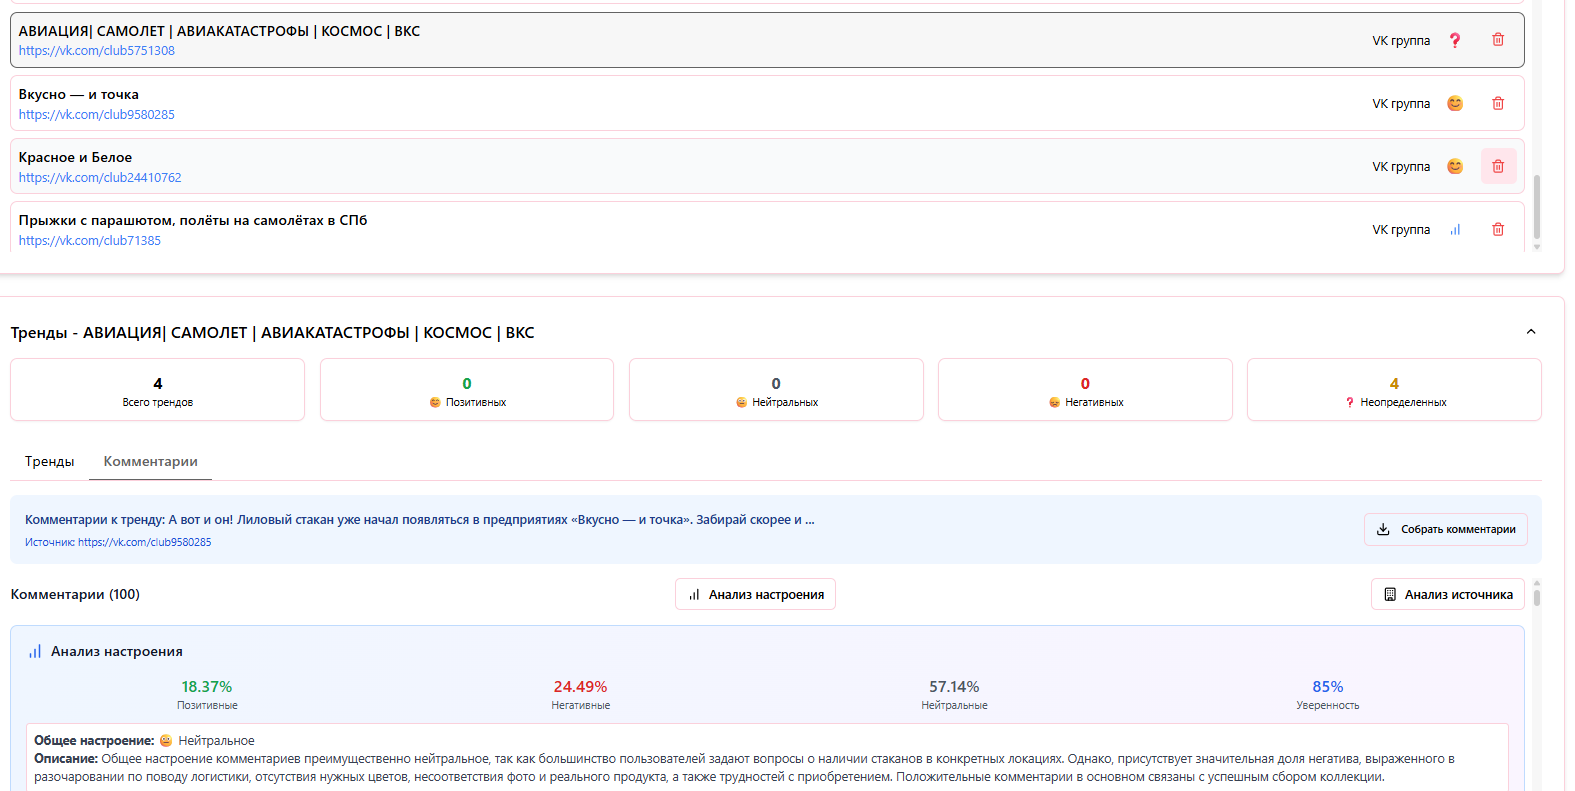 АВИАЦИЯ| САМОЛЕТ | АВИАКАТАСТРОФЫ | КОСМОС | ВКС
https://vk.com/club5751308
VK группа
Вкусно — и точка
https://vk.com/club9580285
VK группа
Красное и Белое
https://vk.com/club24410762
VK группа
Прыжки с парашютом, полёты на самолётах в СПб
https://vk.com/club71385
VK группа
Тренды - АВИАЦИЯ| САМОЛЕТ | АВИАКАТАСТРОФЫ | КОСМОС | ВКС
4
Всего трендов
0
Позитивных
0
Нейтральных
0
Негативных
4
Неопределенных
Тренды
Комментарии
Комментарии к тренду: А вот и он! Лиловый стакан уже начал появляться в предприятиях «Вкусно — и точка». Забирай скорее и ...
Источник: https://vk.com/club9580285
Собрать комментарии
Комментарии (100)
Анализ настроения
Анализ источника
Анализ настроения
18.37%
Позитивные
24.49%
Негативные
57.14%
Нейтральные
85%
Уверенность
Общее настроение: Нейтральное
Описание: Общее настроение комментариев преимущественно нейтральное, так как большинство пользователей задают вопросы о наличии стаканов в конкретных локациях. Однако, присутствует значительная доля негатива, выраженного в
разочаровании по поводу логистики, отсутствия нужных цветов, несоответствия фото и реального продукта, а также трудностей с приобретением. Положительные комментарии в основном связаны с успешным сбором коллекции.